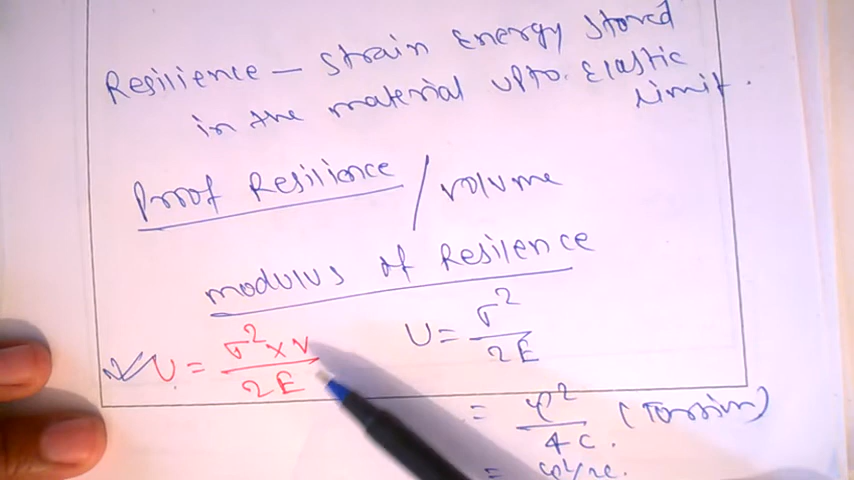 Resilience – Strain Energy stored
in the material upto Elastic
limit.
Proof Resilience / volume
modulus of Resilence
U = σ² × V / 2E
U = σ² / 2E
= φ² / 4C. (Torsion)